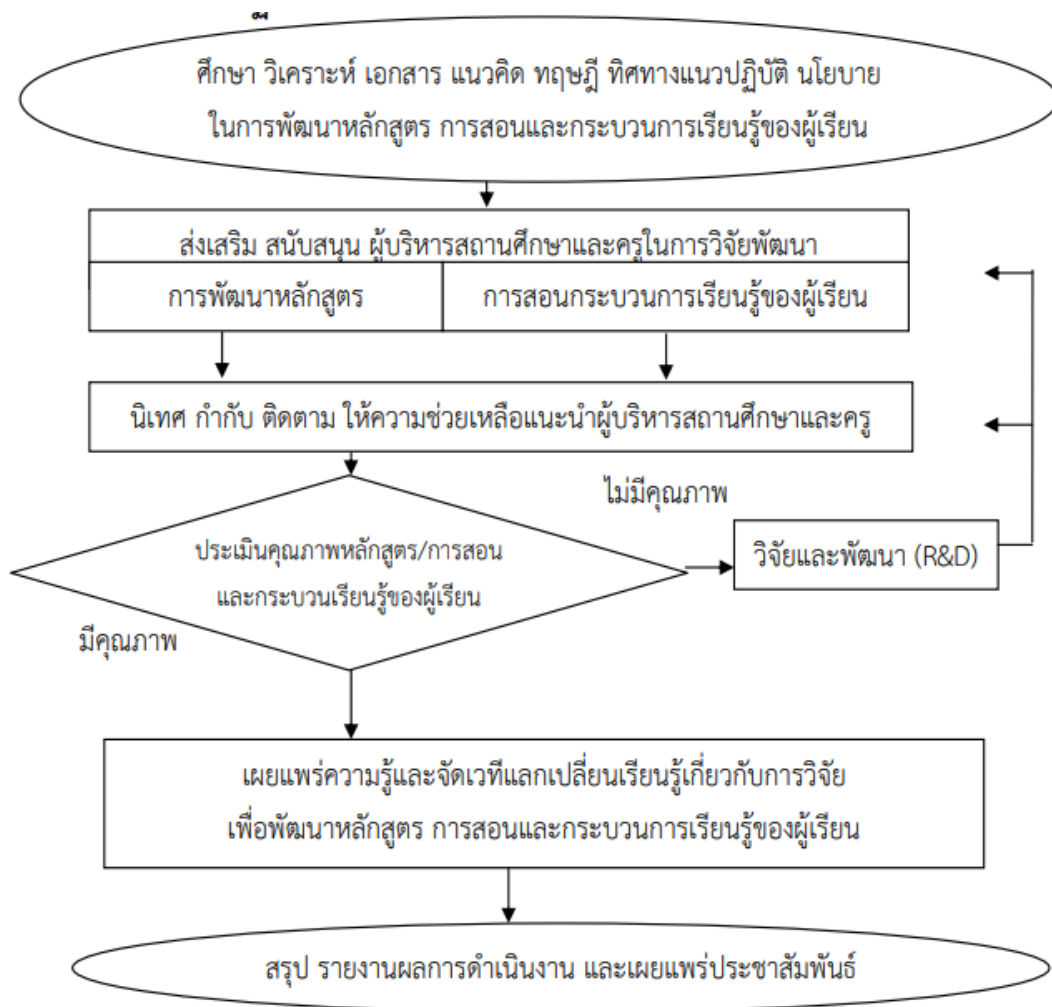 ศึกษา วิเคราะห์ เอกสาร แนวคิด ทฤษฎี ทิศทางแนวปฏิบัติ นโยบาย
ในการพัฒนาหลักสูตร การสอนและกระบวนการเรียนรู้ของผู้เรียน
ส่งเสริม สนับสนุน ผู้บริหารสถานศึกษาและครูในการวิจัยพัฒนา
การพัฒนาหลักสูตร
การสอนกระบวนการเรียนรู้ของผู้เรียน
นิเทศ กำกับ ติดตาม ให้ความช่วยเหลือแนะนำผู้บริหารสถานศึกษาและครู
ไม่มีคุณภาพ
ประเมินคุณภาพหลักสูตร/การสอน
และกระบวนเรียนรู้ของผู้เรียน
วิจัยและพัฒนา (R&D)
มีคุณภาพ
เผยแพร่ความรู้และจัดเวทีแลกเปลี่ยนเรียนรู้เกี่ยวกับการวิจัย
เพื่อพัฒนาหลักสูตร การสอนและกระบวนการเรียนรู้ของผู้เรียน
สรุป รายงานผลการดำเนินงาน และเผยแพร่ประชาสัมพันธ์